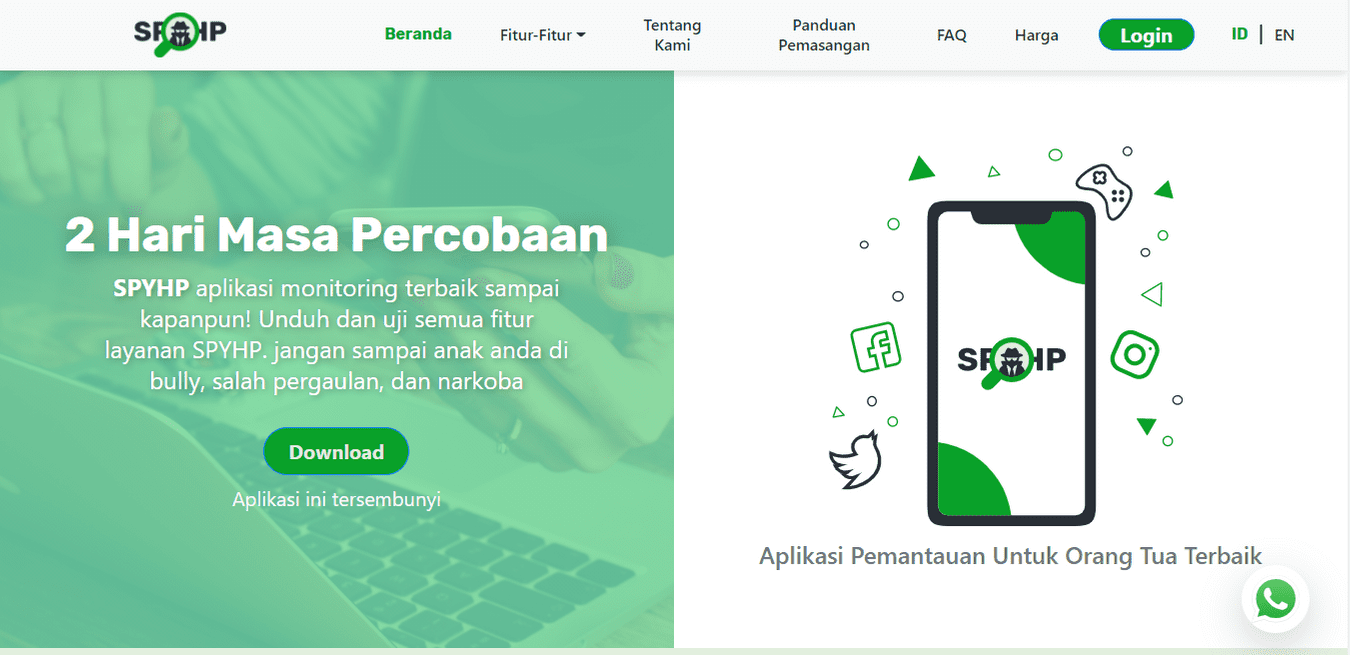 SPYHP
Beranda
Fitur-Fitur
Tentang
Kami
Panduan
Pemasangan
FAQ
Harga
Login
ID | EN
2 Hari Masa Percobaan
SPYHP aplikasi monitoring terbaik sampai
kapanpun! Unduh dan uji semua fitur
layanan SPYHP. jangan sampai anak anda di
bully, salah pergaulan, dan narkoba
Download
Aplikasi ini tersembunyi
SPYHP
Aplikasi Pemantauan Untuk Orang Tua Terbaik